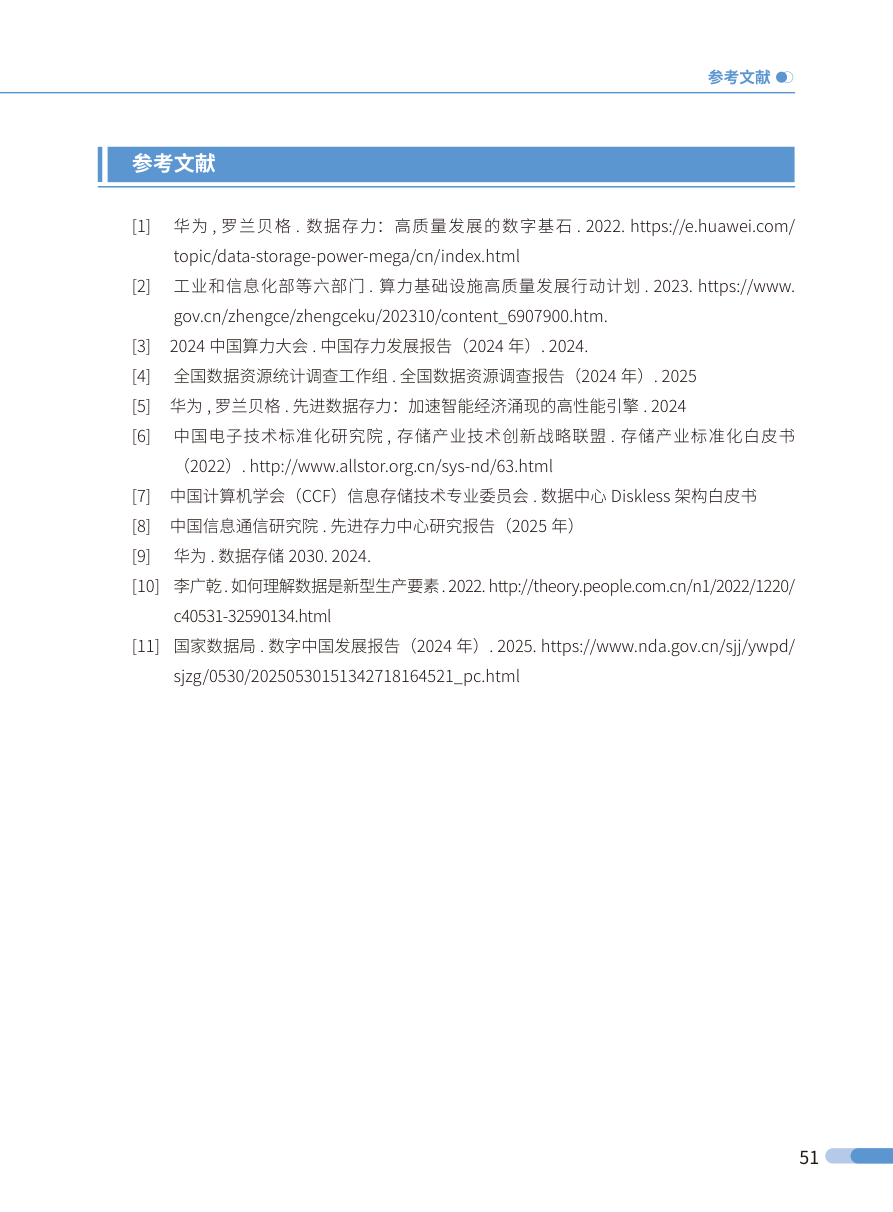 参考文献
参考文献
[1] 华为 , 罗兰贝格 . 数据存力：高质量发展的数字基石 . 2022. https://e.huawei.com/
topic/data-storage-power-mega/cn/index.html
[2] 工业和信息化部等六部门 . 算力基础设施高质量发展行动计划 . 2023. https://www.
gov.cn/zhengce/zhengceku/202310/content_6907900.htm.
[3] 2024 中国算力大会 . 中国存力发展报告（2024 年）. 2024.
[4] 全国数据资源统计调查工作组 . 全国数据资源调查报告（2024 年）. 2025
[5] 华为 , 罗兰贝格 . 先进数据存力：加速智能经济涌现的高性能引擎 . 2024
[6] 中国电子技术标准化研究院 , 存储产业技术创新战略联盟 . 存储产业标准化白皮书
（2022）. http://www.allstor.org.cn/sys-nd/63.html
[7] 中国计算机学会（CCF）信息存储技术专业委员会 . 数据中心 Diskless 架构白皮书
[8] 中国信息通信研究院 . 先进存力中心研究报告（2025 年）
[9] 华为 . 数据存储 2030. 2024.
[10] 李广乾 . 如何理解数据是新型生产要素 . 2022. http://theory.people.com.cn/n1/2022/1220/
c40531-32590134.html
[11] 国家数据局 . 数字中国发展报告（2024 年）. 2025. https://www.nda.gov.cn/sjj/ywpd/
sjzg/0530/20250530151342718164521_pc.html
51